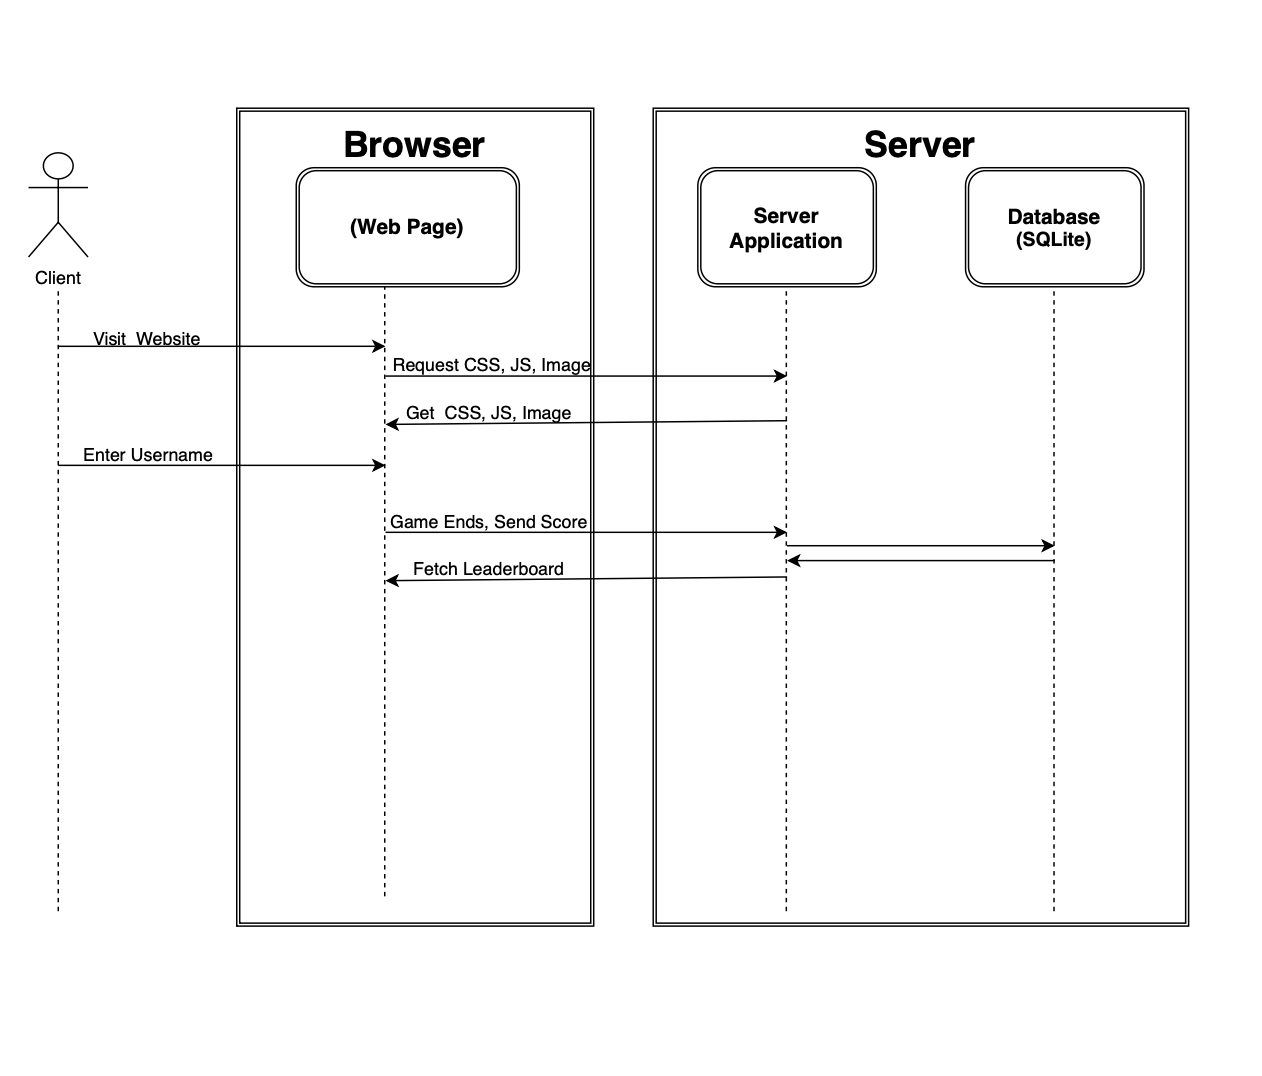 Browser
Server
(Web Page)
Server
Application
Database
(SQLite)
Client
Visit  Website
Request CSS, JS, Image
Get  CSS, JS, Image
Enter Username
Game Ends, Send Score
Fetch Leaderboard